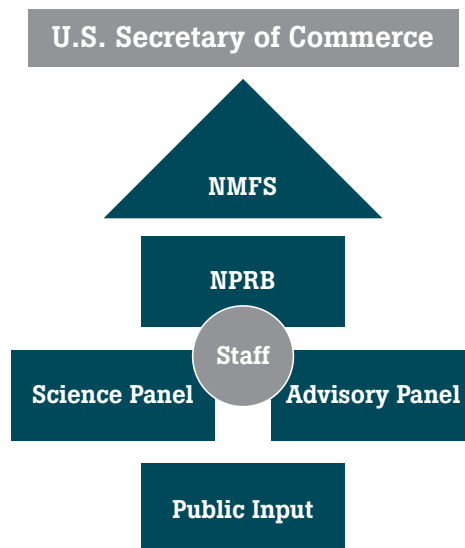 U.S. Secretary of Commerce
NMFS
NPRB
Staff
Science Panel
Advisory Panel
Public Input